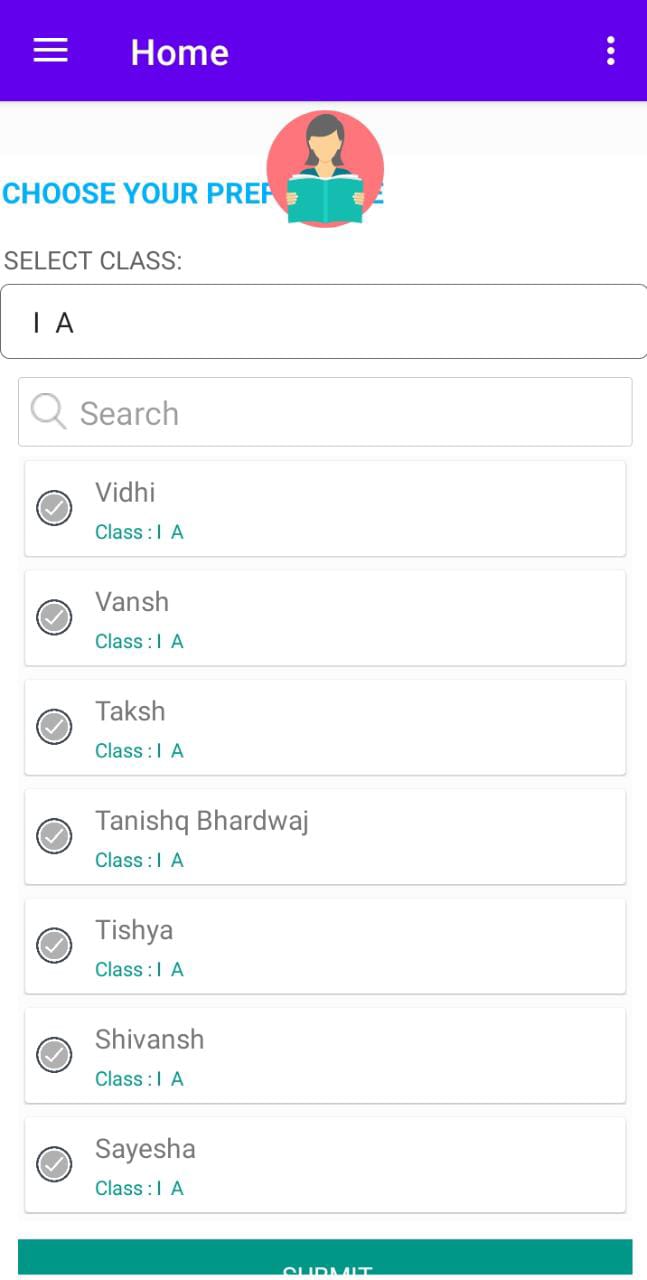 Home
CHOOSE YOUR PREF E
SELECT CLASS:
I A
Search
Vidhi
Class : I A
Vansh
Class : I A
Taksh
Class : I A
Tanishq Bhardwaj
Class : I A
Tishya
Class : I A
Shivansh
Class : I A
Sayesha
Class : I A
SUBMIT